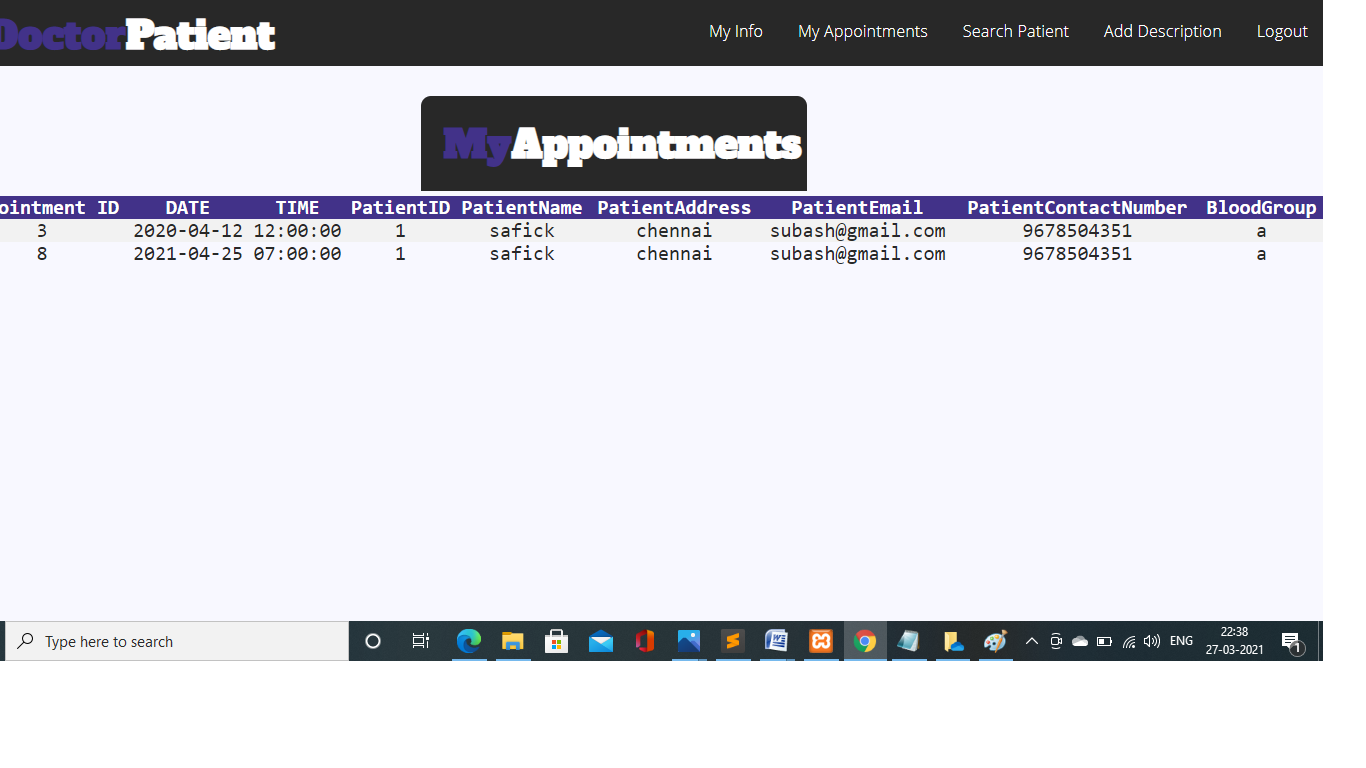 DoctorPatient My Info My Appointments Search Patient Add Description Logout
MyAppointments
ointment ID DATE TIME PatientID PatientName PatientAddress PatientEmail PatientContactNumber BloodGroup
3 2020-04-12 12:00:00 1 safick chennai subash@gmail.com 9678504351 a
8 2021-04-25 07:00:00 1 safick chennai subash@gmail.com 9678504351 a
Type here to search ENG 22:38
27-03-2021 1